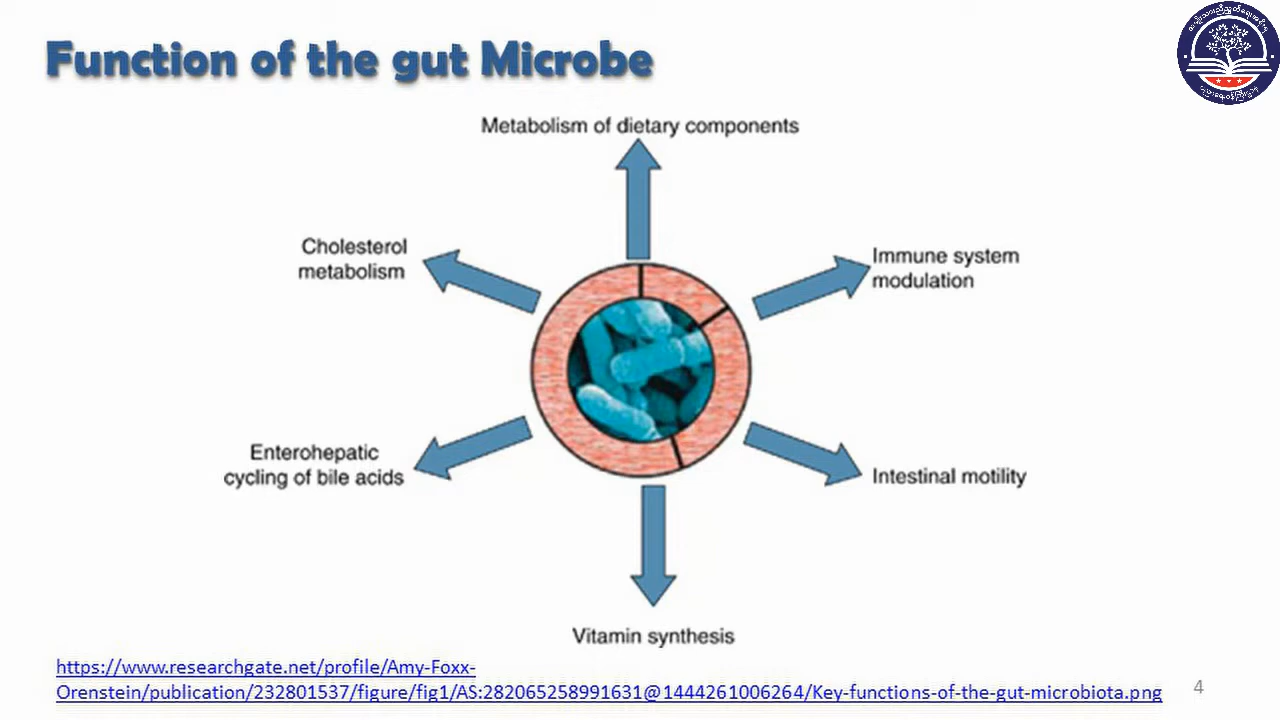 Function of the gut Microbe
Metabolism of dietary components
Cholesterol
metabolism
Immune system
modulation
Enterohepatic
cycling of bile acids
Intestinal motility
Vitamin synthesis
https://www.researchgate.net/profile/Amy-Foxx-
Orenstein/publication/232801537/figure/fig1/AS:282065258991631@1444261006264/Key-functions-of-the-gut-microbiota.png
4